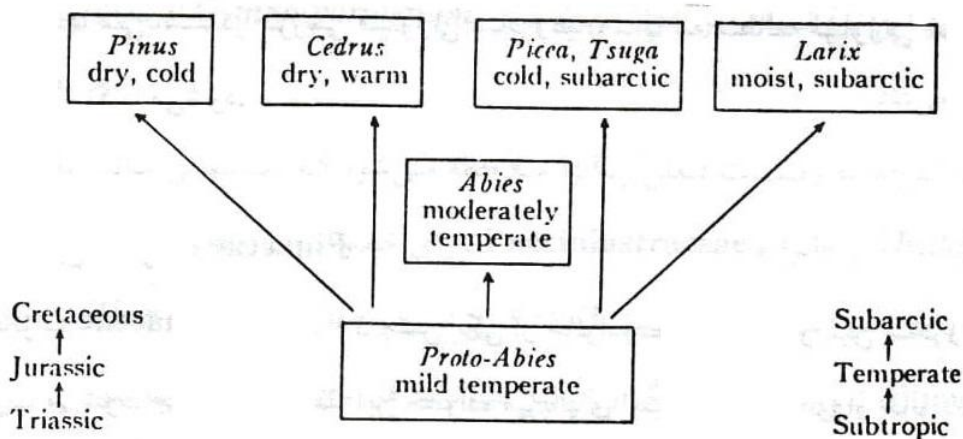 Pinus
dry, cold
Cedrus
dry, warm
Picea, Tsuga
cold, subarctic
Larix
moist, subarctic
Abies
moderately
temperate
Proto-Abies
mild temperate
Cretaceous
Jurassic
Triassic
Subarctic
Temperate
Subtropic